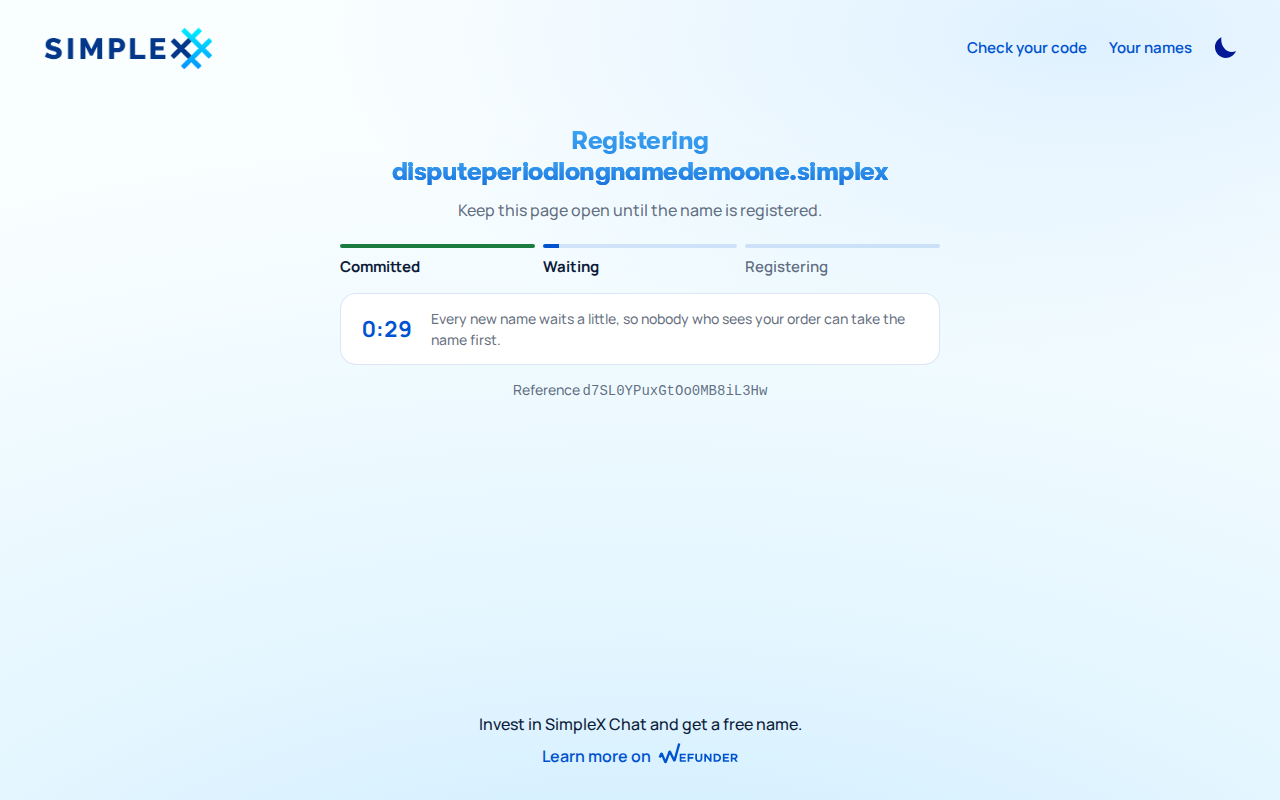 SIMPLEX
Check your code
Your names
Registering
disputeperiodlongnamedemoone.simplex
Keep this page open until the name is registered.
Committed
Waiting
Registering
0:29
Every new name waits a little, so nobody who sees your order can take the
name first.
Reference d7SL0YPuxGtOo0MB8iL3Hw
Invest in SimpleX Chat and get a free name.
Learn more on WEFUNDER